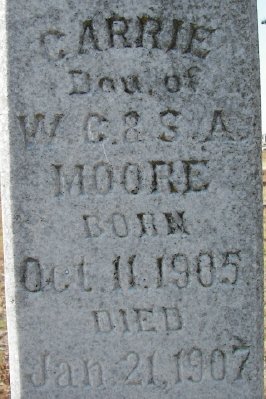 CARRIE
Dau. of
W. C. & S. A.
MOORE
BORN
Oct. 11, 1905.
DIED
Jan. 21, 1907.